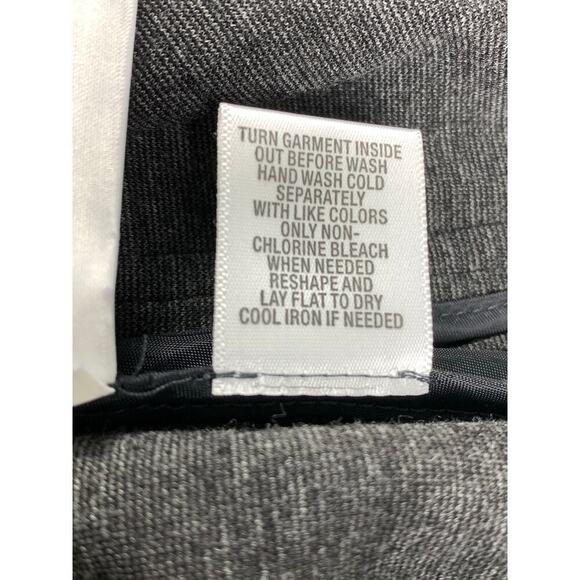 TURN GARMENT INSIDE
OUT BEFORE WASH
HAND WASH COLD
SEPARATELY
WITH LIKE COLORS
ONLY NON-
CHLORINE BLEACH
WHEN NEEDED
RESHAPE AND
LAY FLAT TO DRY
COOL IRON IF NEEDED